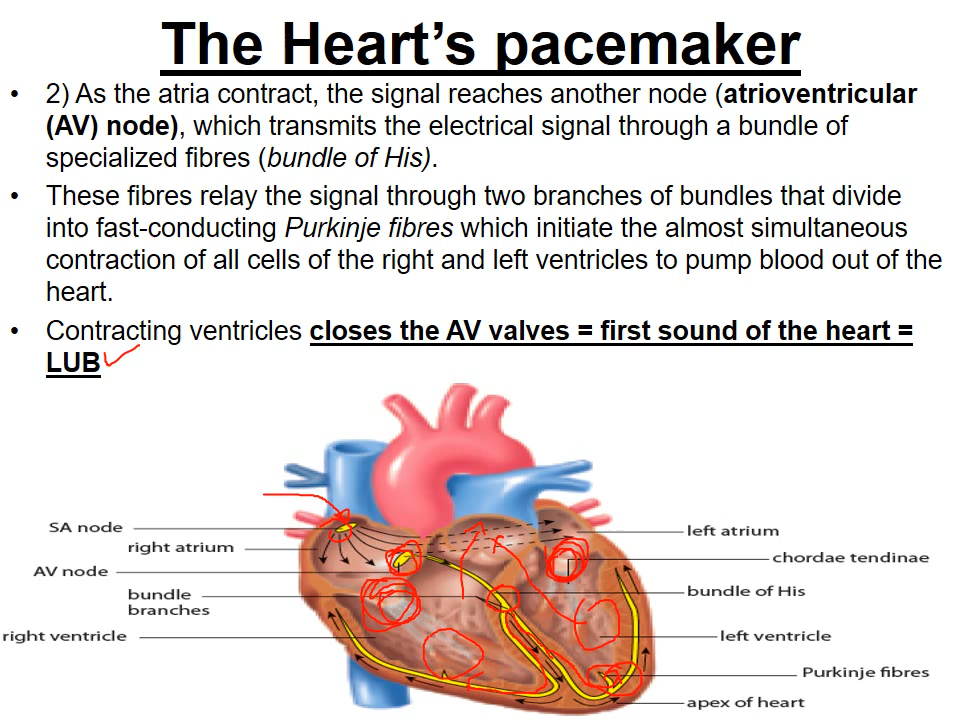 The Heart's pacemaker
• 2) As the atria contract, the signal reaches another node (atrioventricular
(AV) node), which transmits the electrical signal through a bundle of
specialized fibres (bundle of His).
• These fibres relay the signal through two branches of bundles that divide
into fast-conducting Purkinje fibres which initiate the almost simultaneous
contraction of all cells of the right and left ventricles to pump blood out of the
heart.
• Contracting ventricles closes the AV valves = first sound of the heart =
LUB
SA node
right atrium
AV node
bundle
branches
right ventricle
left atrium
chordae tendinae
bundle of His
left ventricle
Purkinje fibres
apex of heart